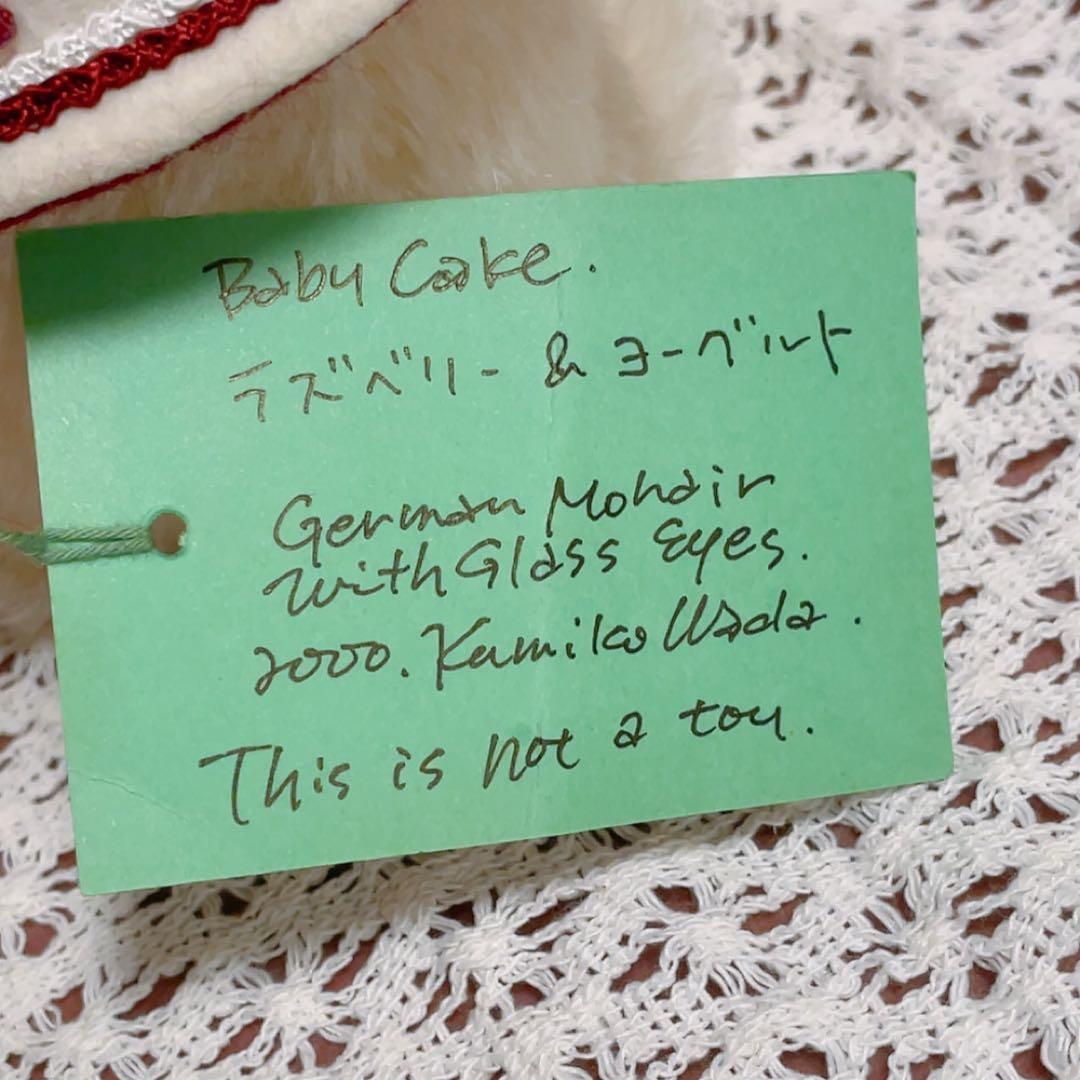 Baby Cake.
ラズベリー & ヨーグルト
German Mohair
with Glass Eyes.
2000. Kumiko Wada.
This is not a toy.